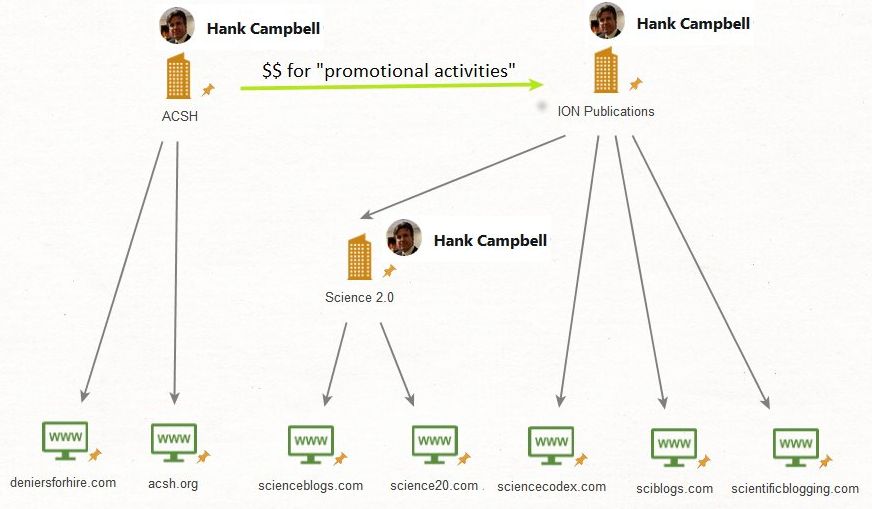 Hank Campbell
Hank Campbell
$$ for "promotional activities"
ACSH
ION Publications
Hank Campbell
Science 2.0
www
www
www
www
www
www
www
deniersforhire.com
acsh.org
scienceblogs.com
science20.com .
sciencecodex.com
sciblogs.com
scientificblogging.com